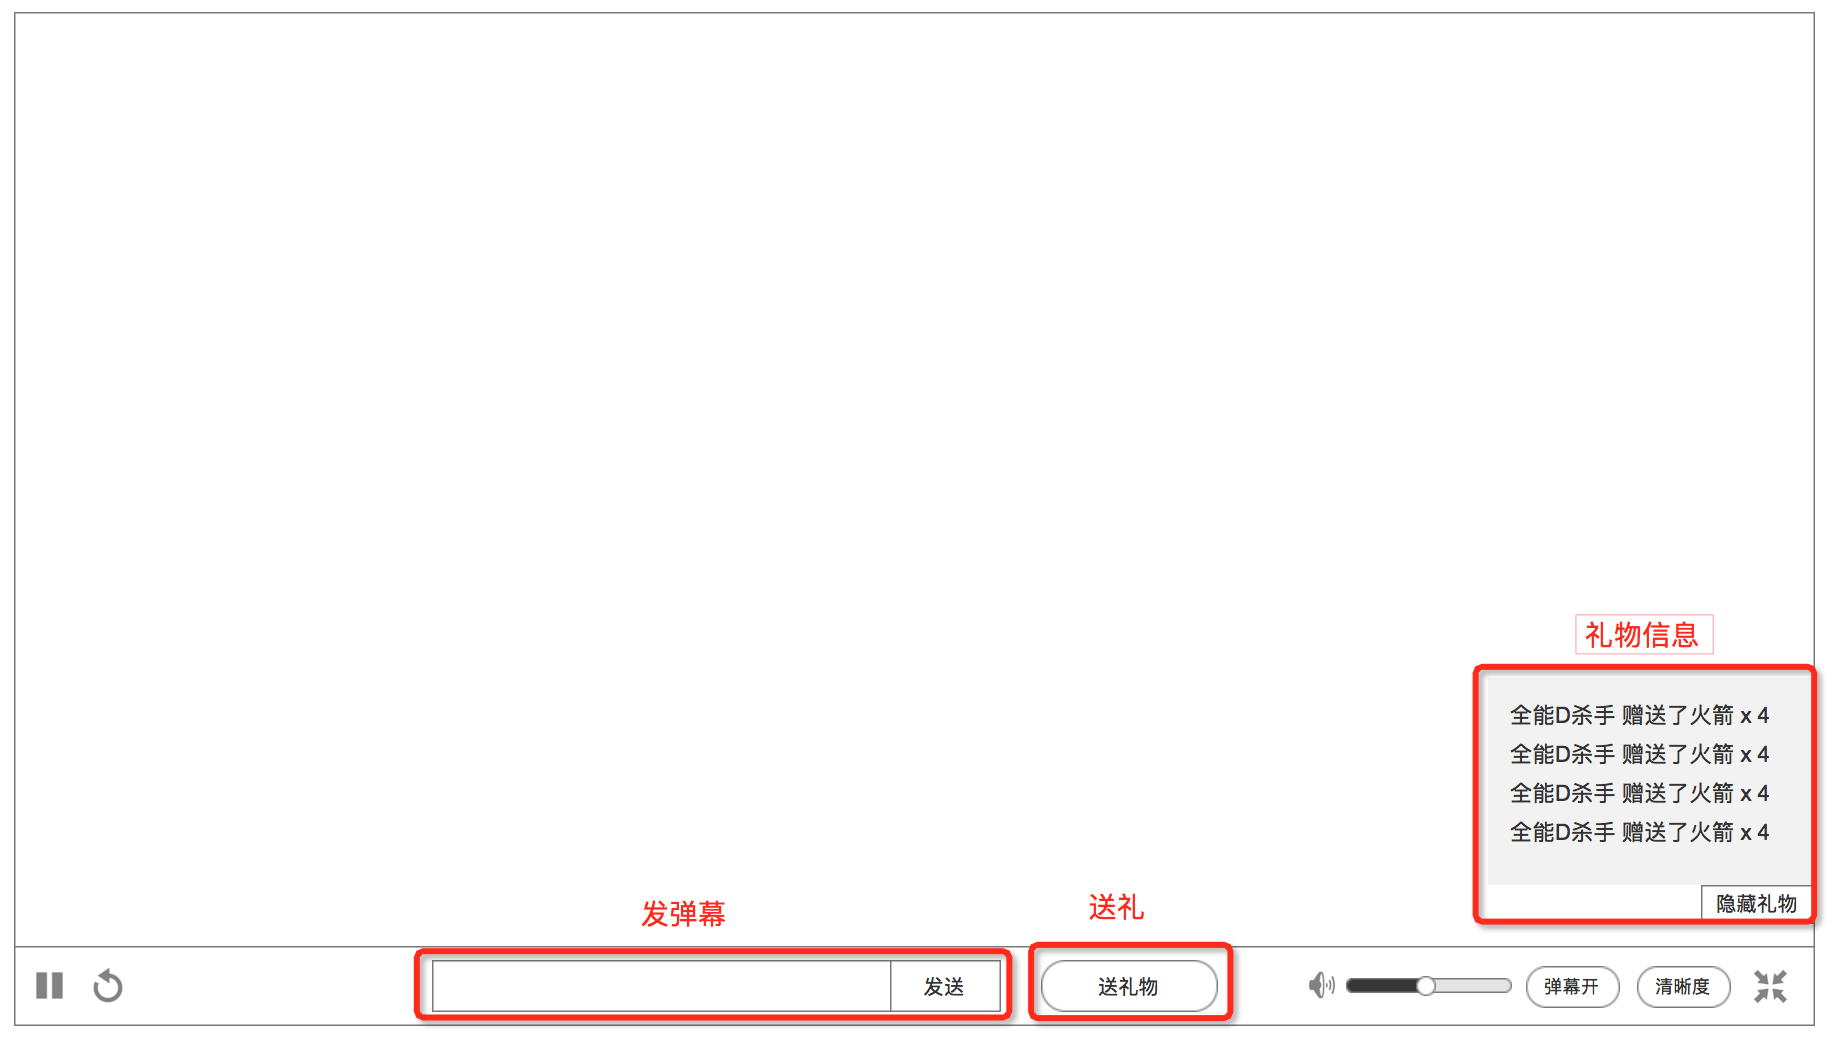 礼物信息
全能D杀手 赠送了火箭 x 4
全能D杀手 赠送了火箭 x 4
全能D杀手 赠送了火箭 x 4
全能D杀手 赠送了火箭 x 4
隐藏礼物
发弹幕
送礼
发送
送礼物
弹幕开
清晰度